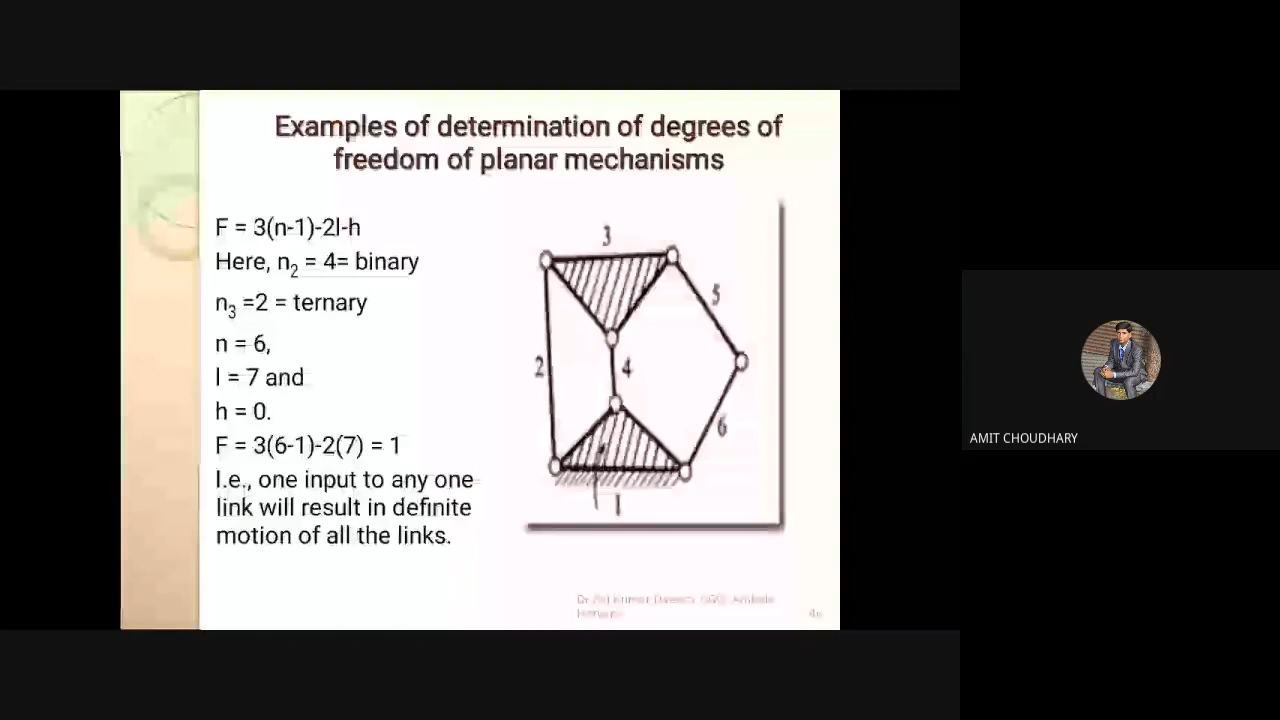 Examples of determination of degrees of
freedom of planar mechanisms
F = 3(n-1)-2l-h
Here, n2 = 4= binary
n3 =2 = ternary
n = 6,
l = 7 and
h = 0.
F = 3(6-1)-2(7) = 1
I.e., one input to any one
link will result in definite
motion of all the links.
3
5
2
4
6
1
AMIT CHOUDHARY